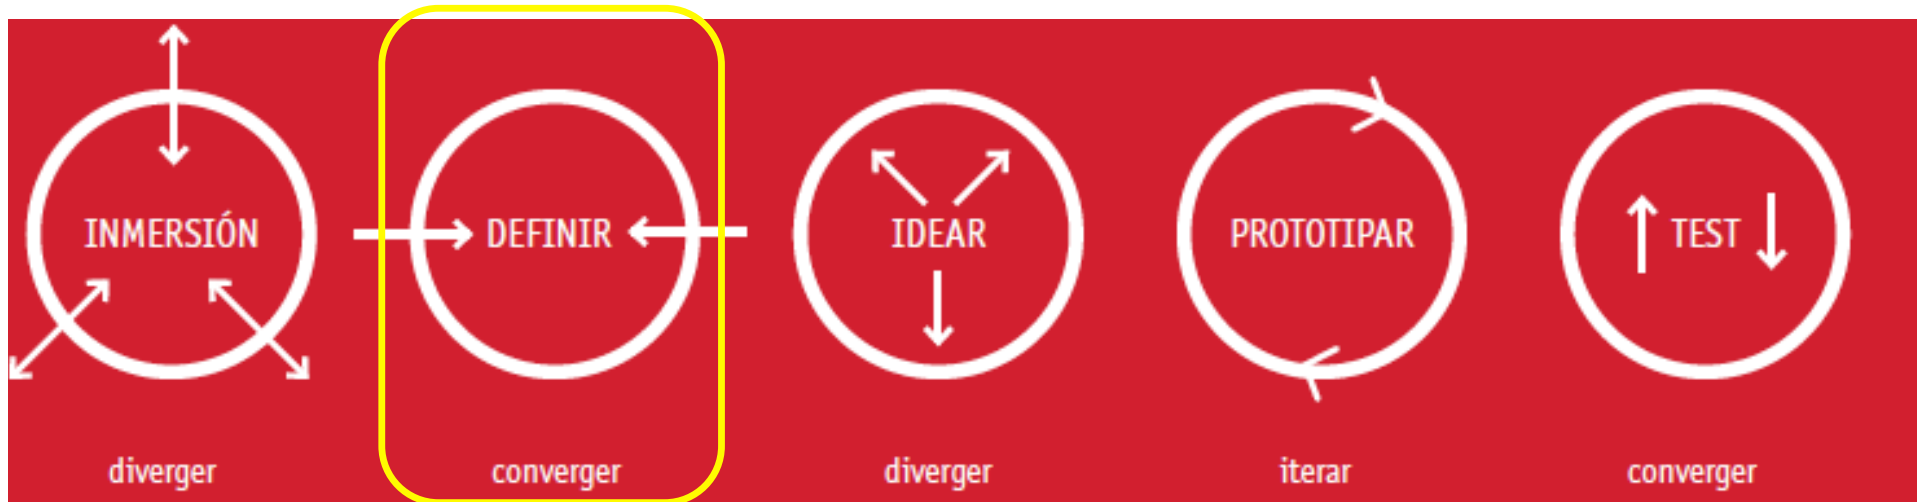 INMERSIÓN
DEFINIR
IDEAR
PROTOTIPAR
TEST
diverger
converger
diverger
iterar
converger